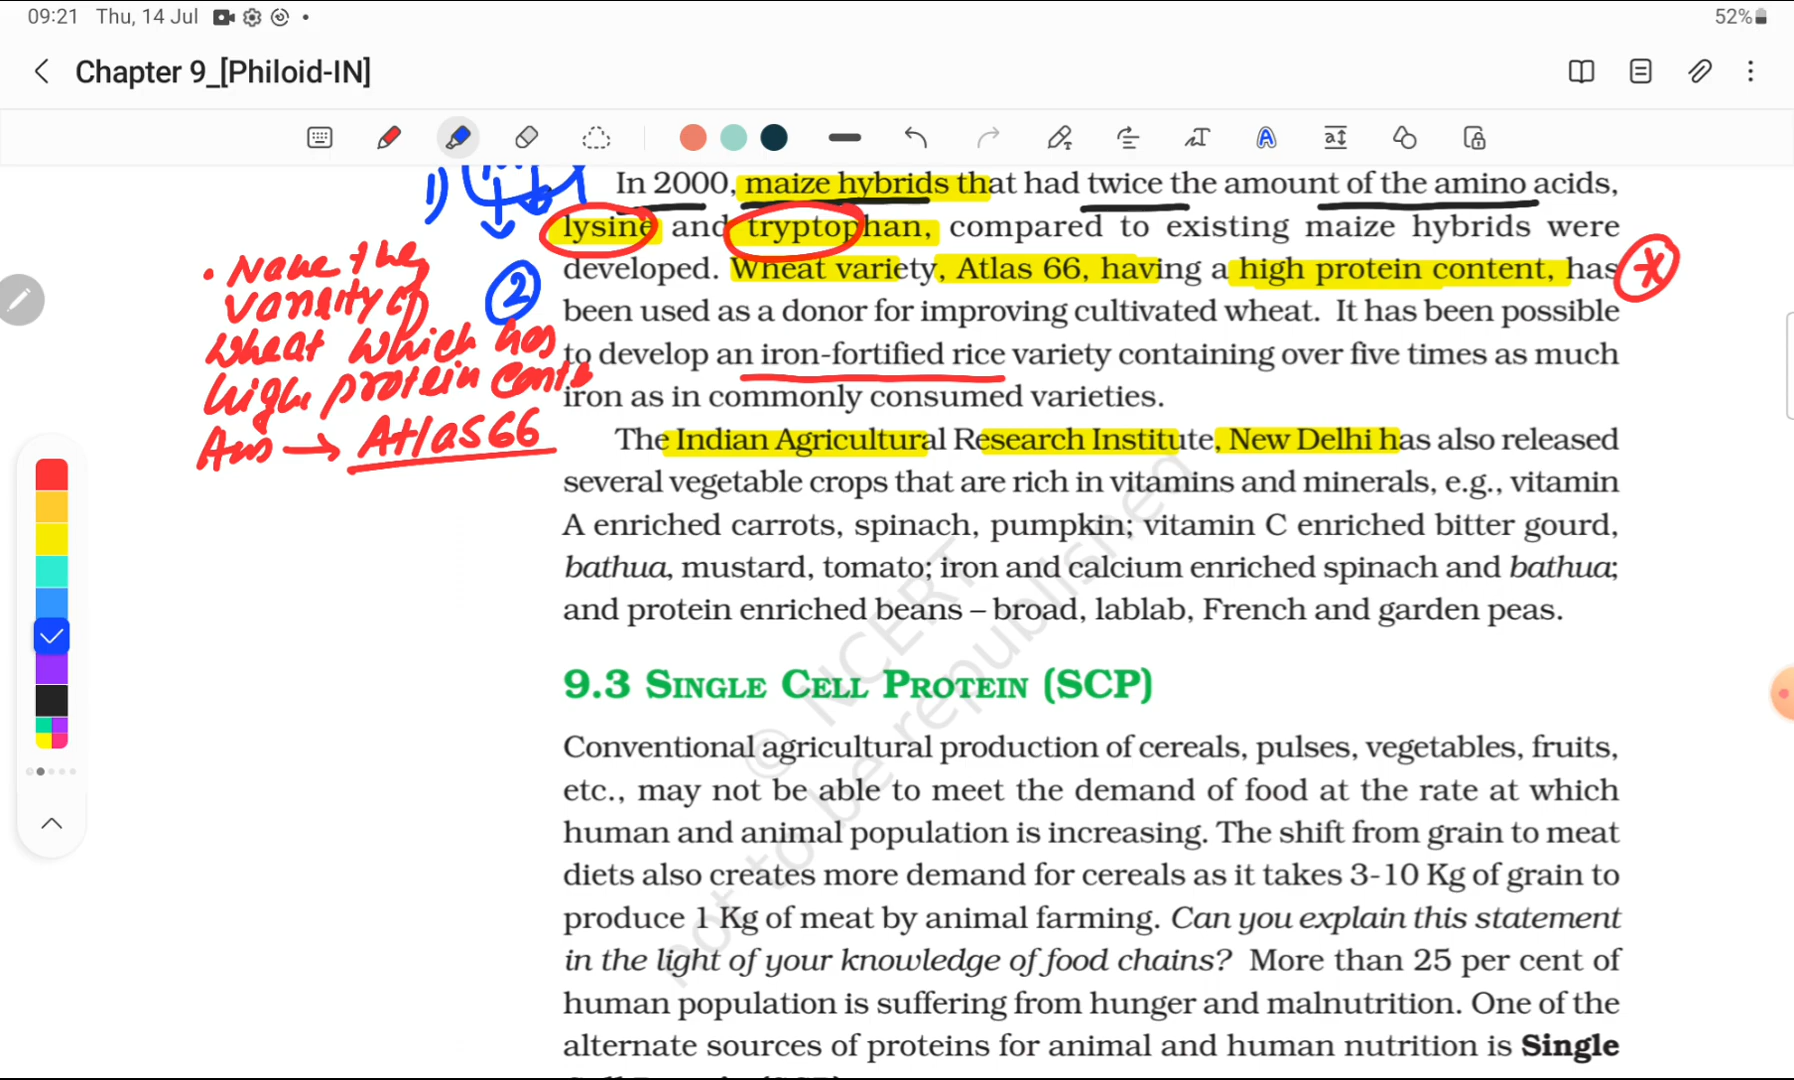 09:21 Thu, 14 Jul
52%
Chapter 9_[Philoid-IN]
In 2000, maize hybrids that had twice the amount of the amino acids,
lysine and tryptophan, compared to existing maize hybrids were
developed. Wheat variety, Atlas 66, having a high protein content, has
been used as a donor for improving cultivated wheat. It has been possible
to develop an iron-fortified rice variety containing over five times as much
iron as in commonly consumed varieties.
The Indian Agricultural Research Institute, New Delhi has also released
several vegetable crops that are rich in vitamins and minerals, e.g., vitamin
A enriched carrots, spinach, pumpkin; vitamin C enriched bitter gourd,
bathua, mustard, tomato; iron and calcium enriched spinach and bathua;
and protein enriched beans – broad, lablab, French and garden peas.
1)
2
• Name the
vareity of
wheat which has
high protein conte
Ans → Atlas 66
9.3 SINGLE CELL PROTEIN (SCP)
Conventional agricultural production of cereals, pulses, vegetables, fruits,
etc., may not be able to meet the demand of food at the rate at which
human and animal population is increasing. The shift from grain to meat
diets also creates more demand for cereals as it takes 3-10 Kg of grain to
produce 1 Kg of meat by animal farming. Can you explain this statement
in the light of your knowledge of food chains? More than 25 per cent of
human population is suffering from hunger and malnutrition. One of the
alternate sources of proteins for animal and human nutrition is Single
© NCERT
not to be republished